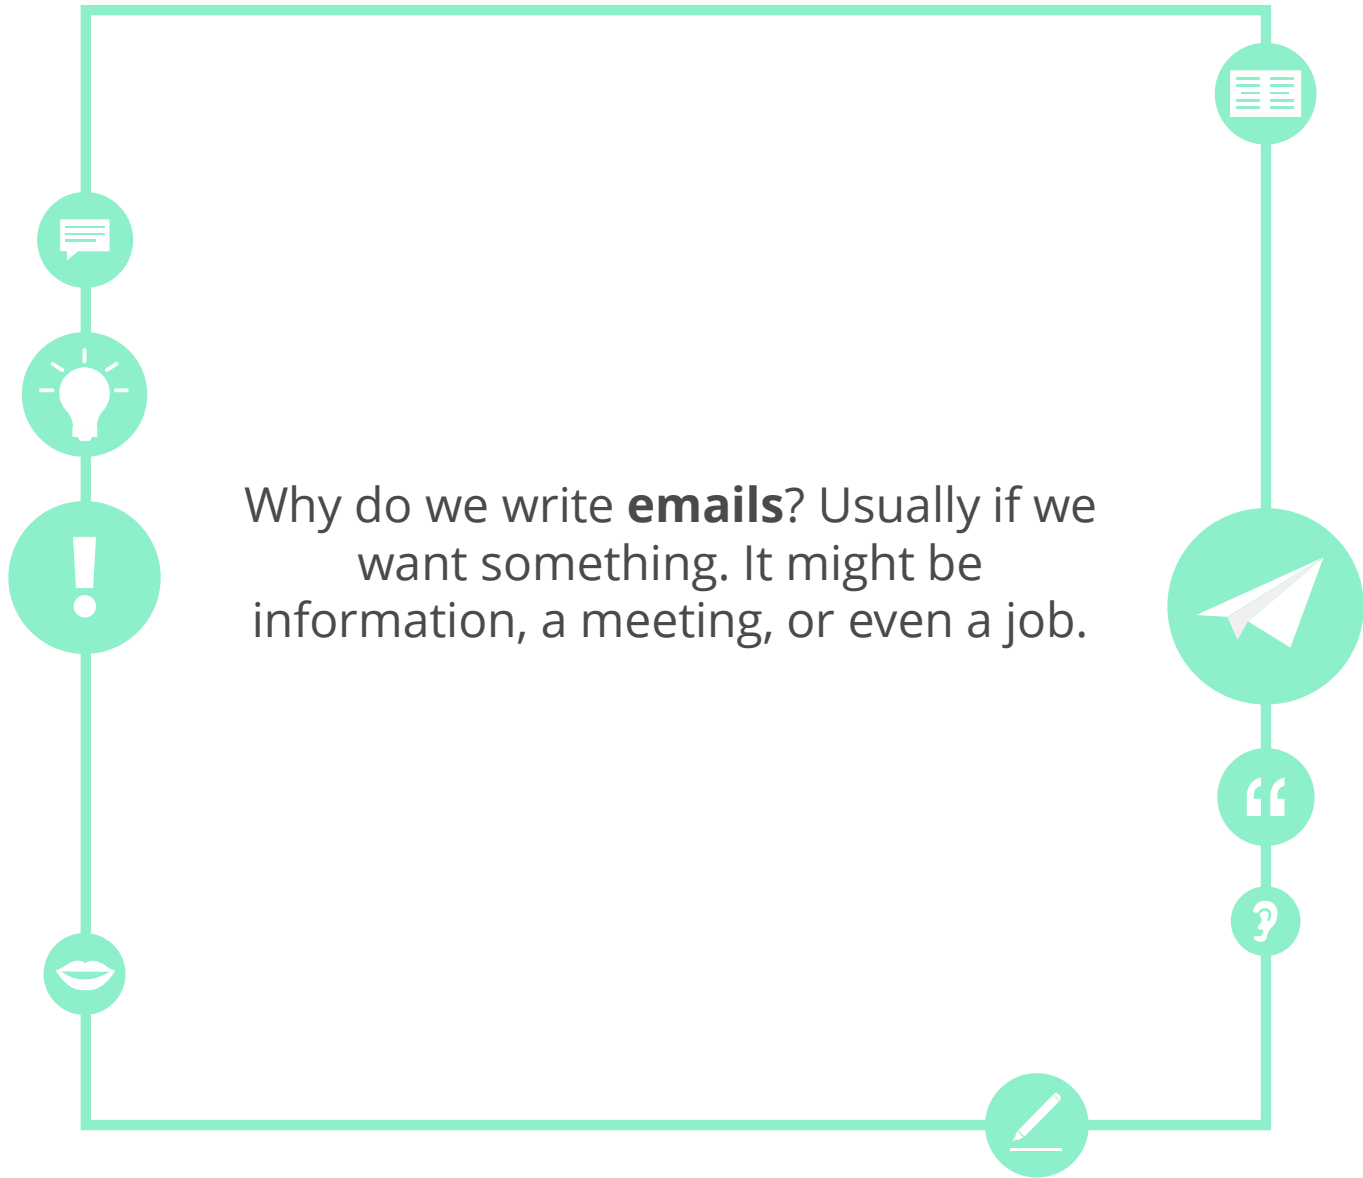 Why do we write emails? Usually if we
want something. It might be
information, a meeting, or even a job.